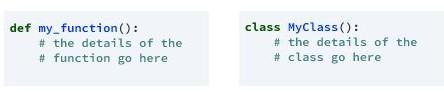 def my_function():
    # the details of the
    # function go here
class MyClass():
    # the details of the
    # class go here